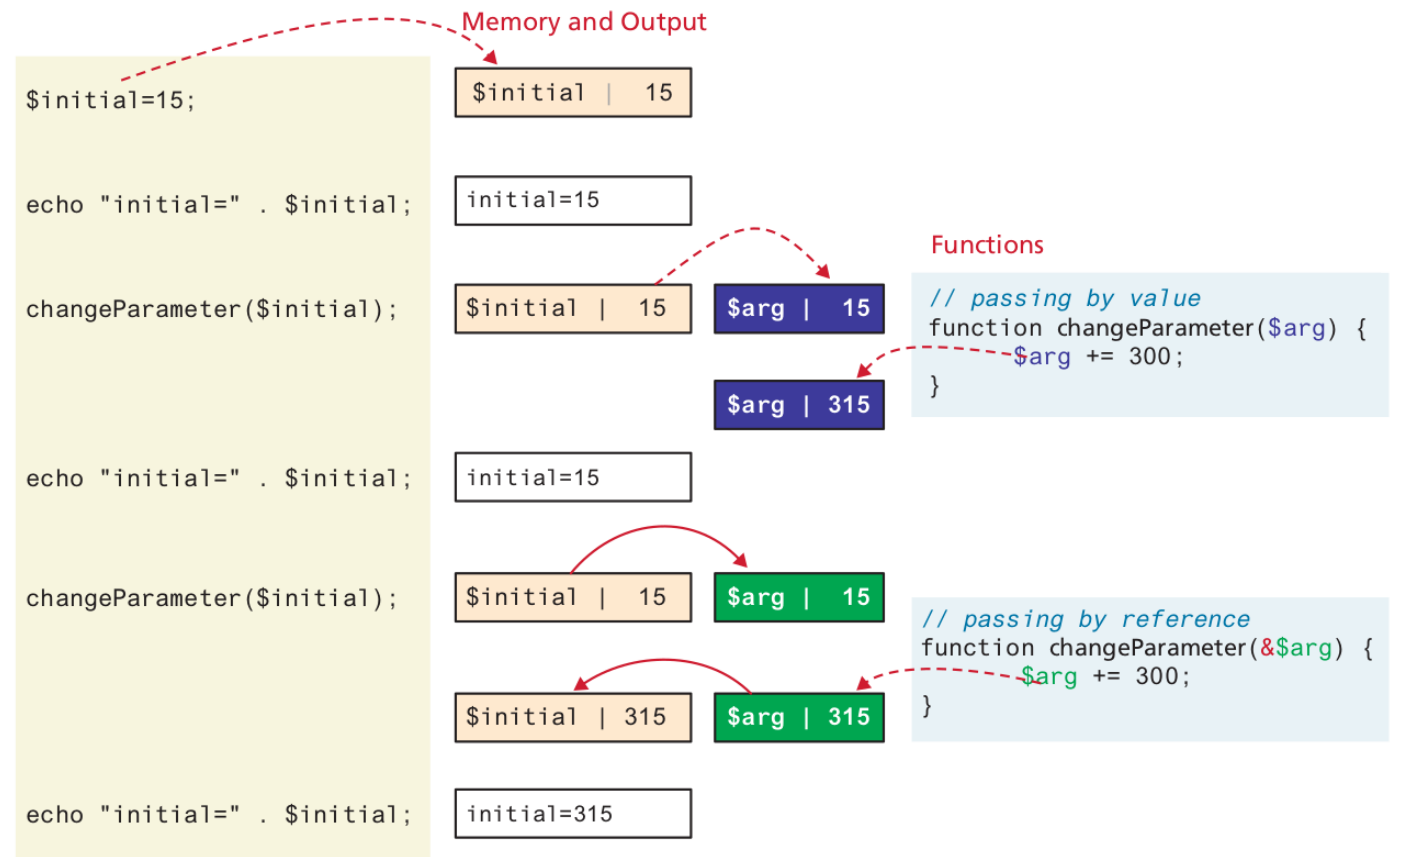 Memory and Output
$initial=15;
$initial | 15
echo "initial=" . $initial;
initial=15
Functions
changeParameter($initial);
$initial | 15
$arg | 15
// passing by value
function changeParameter($arg) {
$arg += 300;
}
$arg | 315
echo "initial=" . $initial;
initial=15
changeParameter($initial);
$initial | 15
$arg | 15
// passing by reference
function changeParameter(&$arg) {
$arg += 300;
}
$initial | 315
$arg | 315
echo "initial=" . $initial;
initial=315